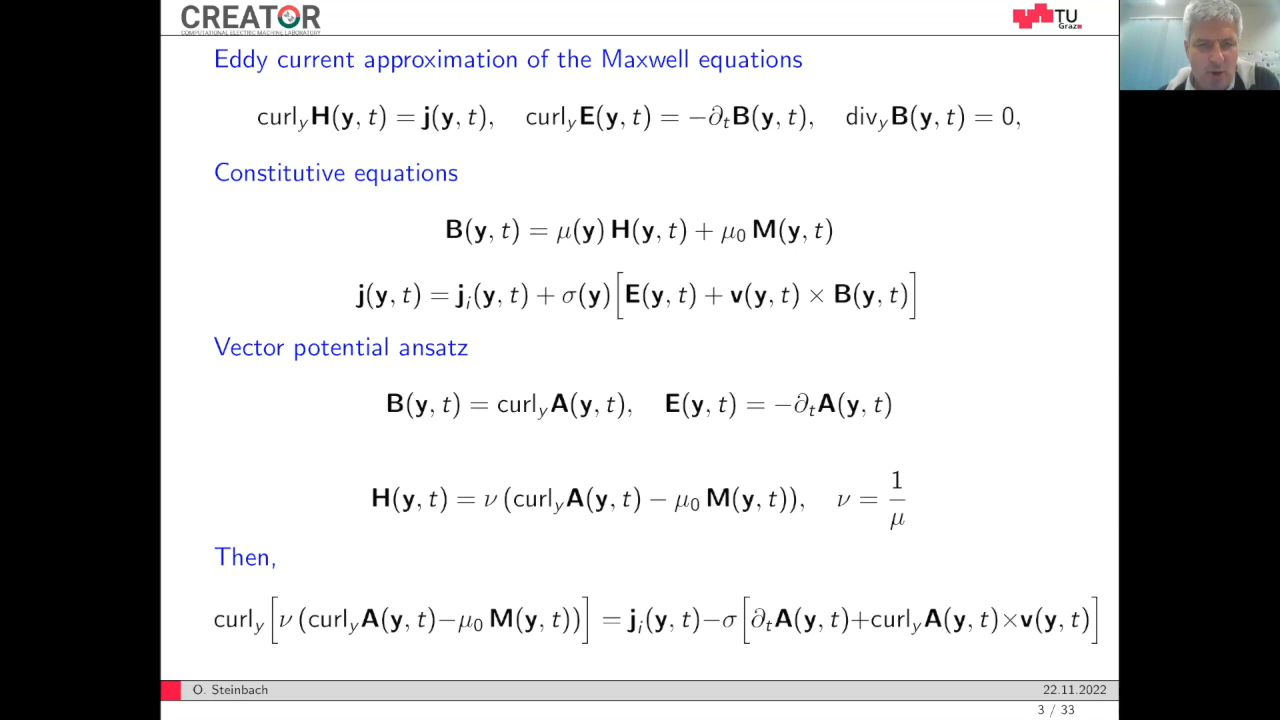 CREATOR
COMPUTATIONAL ELECTRIC MACHINE LABORATORY
TU
Graz
Eddy current approximation of the Maxwell equations
curl_y H(y, t) = j(y, t), curl_y E(y, t) = −∂_t B(y, t), div_y B(y, t) = 0,
Constitutive equations
B(y, t) = μ(y) H(y, t) + μ_0 M(y, t)
j(y, t) = j_i(y, t) + σ(y)[E(y, t) + v(y, t) × B(y, t)]
Vector potential ansatz
B(y, t) = curl_y A(y, t), E(y, t) = −∂_t A(y, t)
H(y, t) = ν (curl_y A(y, t) − μ_0 M(y, t)), ν = 1/μ
Then,
curl_y[ν (curl_y A(y, t)−μ_0 M(y, t))] = j_i(y, t)−σ[∂_t A(y, t)+curl_y A(y, t)×v(y, t)]
O. Steinbach 22.11.2022
3 / 33